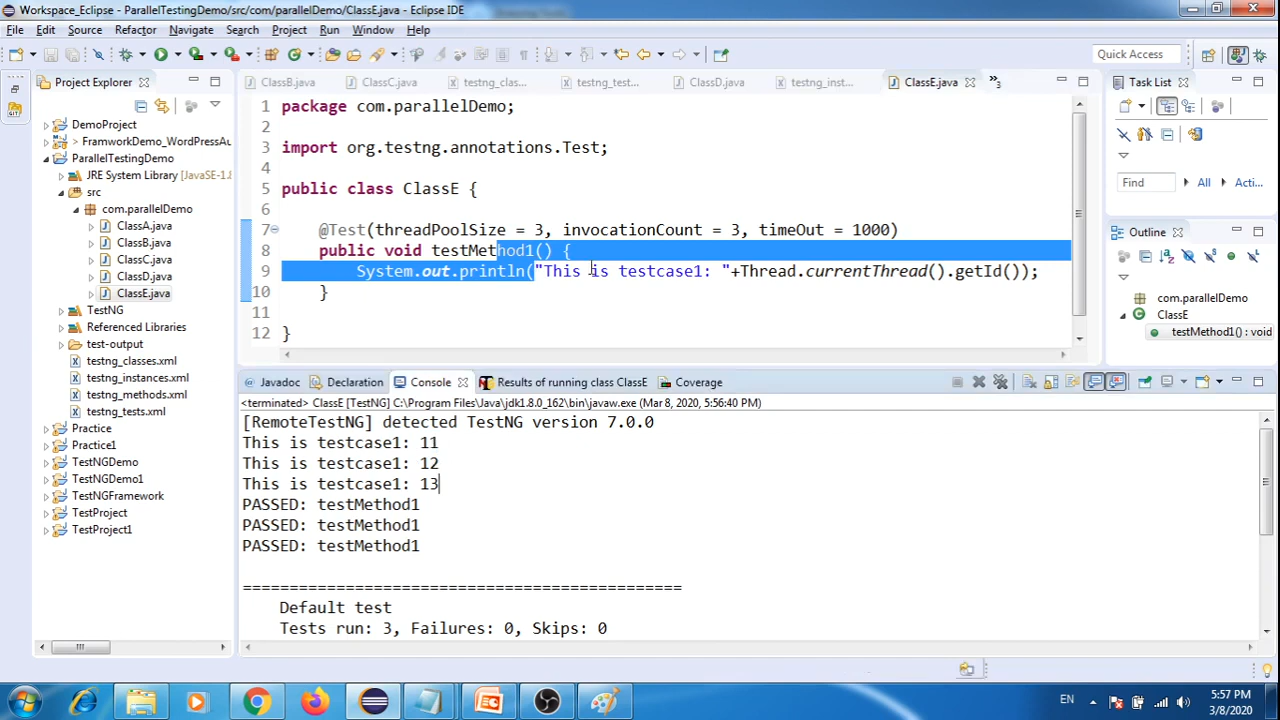 Workspace_Eclipse - ParallelTestingDemo/src/com/parallelDemo/ClassE.java - Eclipse IDE
File Edit Source Refactor Navigate Search Project Run Window Help
Quick Access
Project Explorer
DemoProject
> FramworkDemo_WordPressAu
ParallelTestingDemo
JRE System Library [JavaSE-1.8
src
com.parallelDemo
ClassA.java
ClassB.java
ClassC.java
ClassD.java
ClassE.java
TestNG
Referenced Libraries
test-output
testng_classes.xml
testng_instances.xml
testng_methods.xml
testng_tests.xml
Practice
Practice1
TestNGDemo
TestNGDemo1
TestNGFramework
TestProject
TestProject1
ClassB.java ClassC.java testng_clas... testng_test... ClassD.java testng_inst... ClassE.java »3
1 package com.parallelDemo;
2
3 import org.testng.annotations.Test;
4
5 public class ClassE {
6
7 @Test(threadPoolSize = 3, invocationCount = 3, timeOut = 1000)
8 public void testMethod1() {
9 System.out.println("This is testcase1: "+Thread.currentThread().getId());
10 }
11
12 }
Task List
Find All Acti...
Outline
com.parallelDemo
ClassE
testMethod1() : void
Javadoc Declaration Console Results of running class ClassE Coverage
<terminated> ClassE [TestNG] C:\Program Files\Java\jdk1.8.0_162\bin\javaw.exe (Mar 8, 2020, 5:56:40 PM)
[RemoteTestNG] detected TestNG version 7.0.0
This is testcase1: 11
This is testcase1: 12
This is testcase1: 13
PASSED: testMethod1
PASSED: testMethod1
PASSED: testMethod1
===============================================
Default test
Tests run: 3, Failures: 0, Skips: 0
EN
5:57 PM
3/8/2020